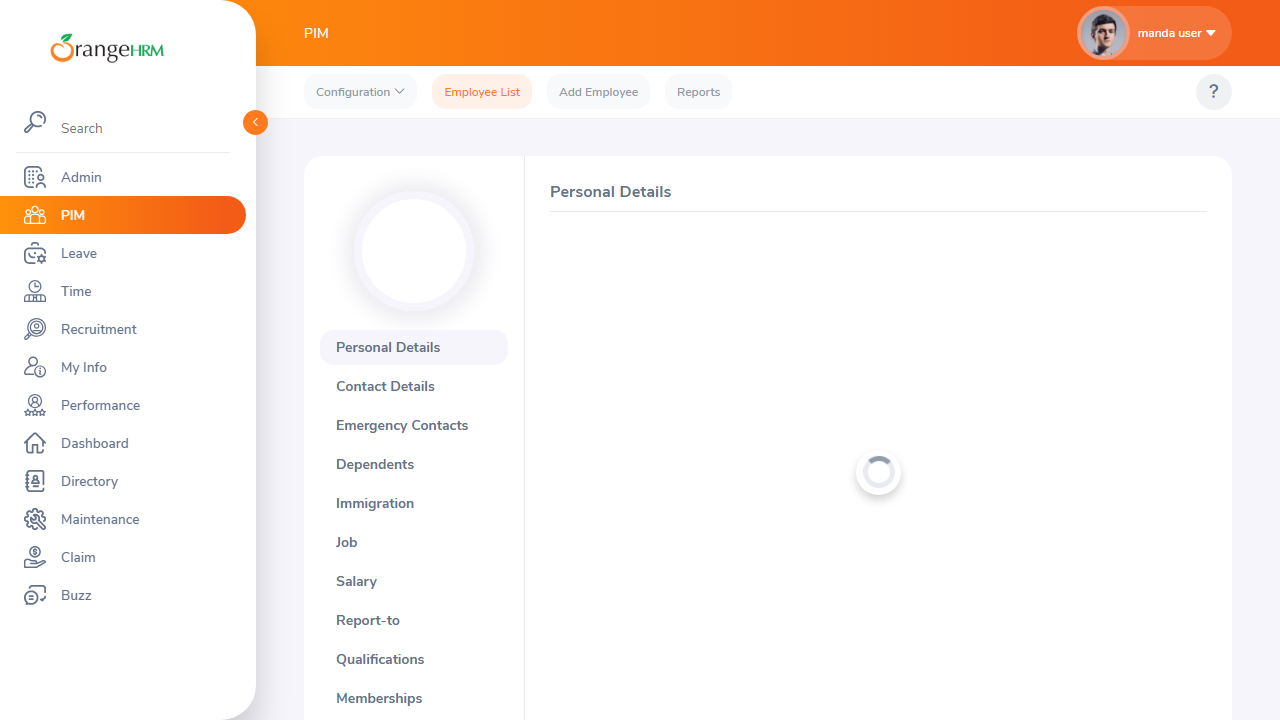 OrangeHRM
PIM
manda user
Configuration
Employee List
Add Employee
Reports
?
Search
Admin
PIM
Leave
Time
Recruitment
My Info
Performance
Dashboard
Directory
Maintenance
Claim
Buzz
Personal Details
Contact Details
Emergency Contacts
Dependents
Immigration
Job
Salary
Report-to
Qualifications
Memberships
Personal Details